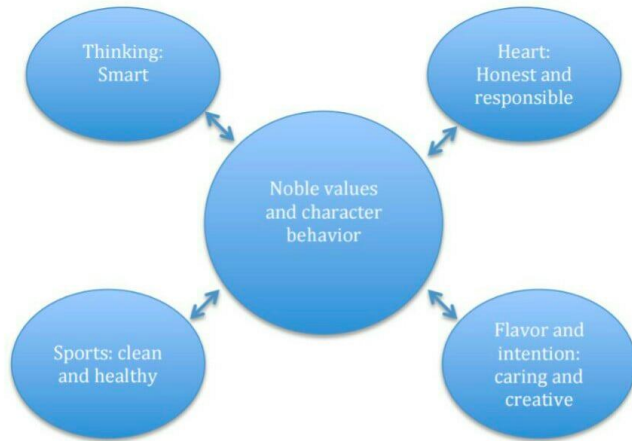 Thinking:
Smart
Heart:
Honest and
responsible
Noble values
and character
behavior
Sports: clean
and healthy
Flavor and
intention:
caring and
creative